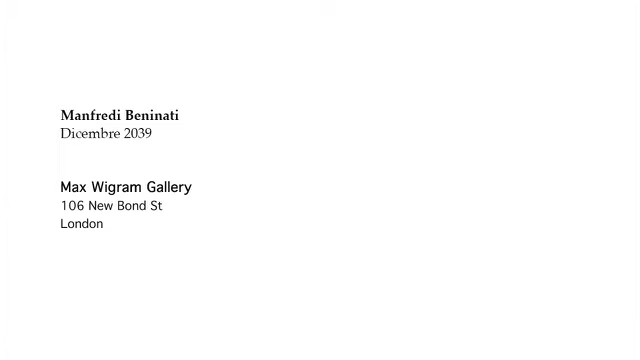 Manfredi Beninati
Dicembre 2039
Max Wigram Gallery
106 New Bond St
London